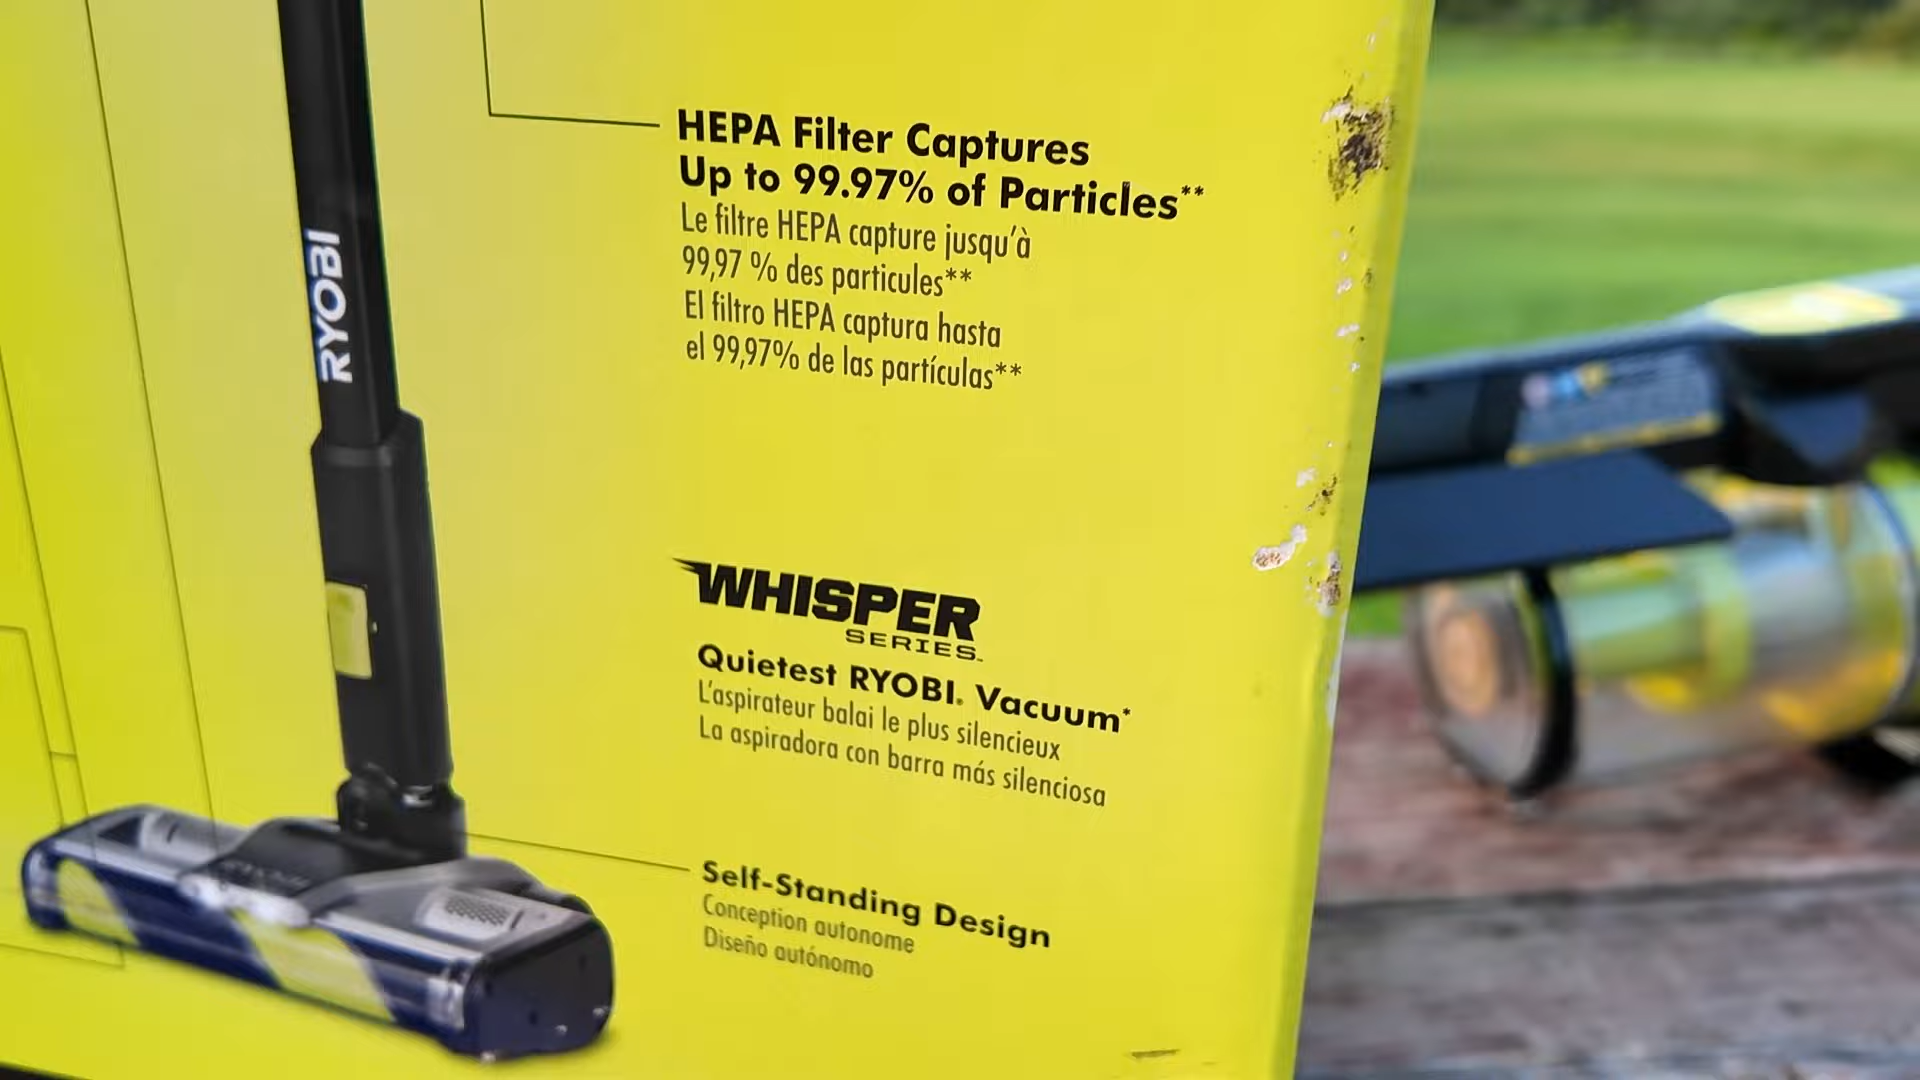 RYOBI
HEPA Filter Captures
Up to 99.97% of Particles**
Le filtre HEPA capture jusqu'à
99,97 % des particules**
El filtro HEPA captura hasta
el 99,97% de las partículas**
WHISPER
SERIES™
Quietest RYOBI® Vacuum*
L'aspirateur balai le plus silencieux
La aspiradora con barra más silenciosa
Self-Standing Design
Conception autonome
Diseño autónomo